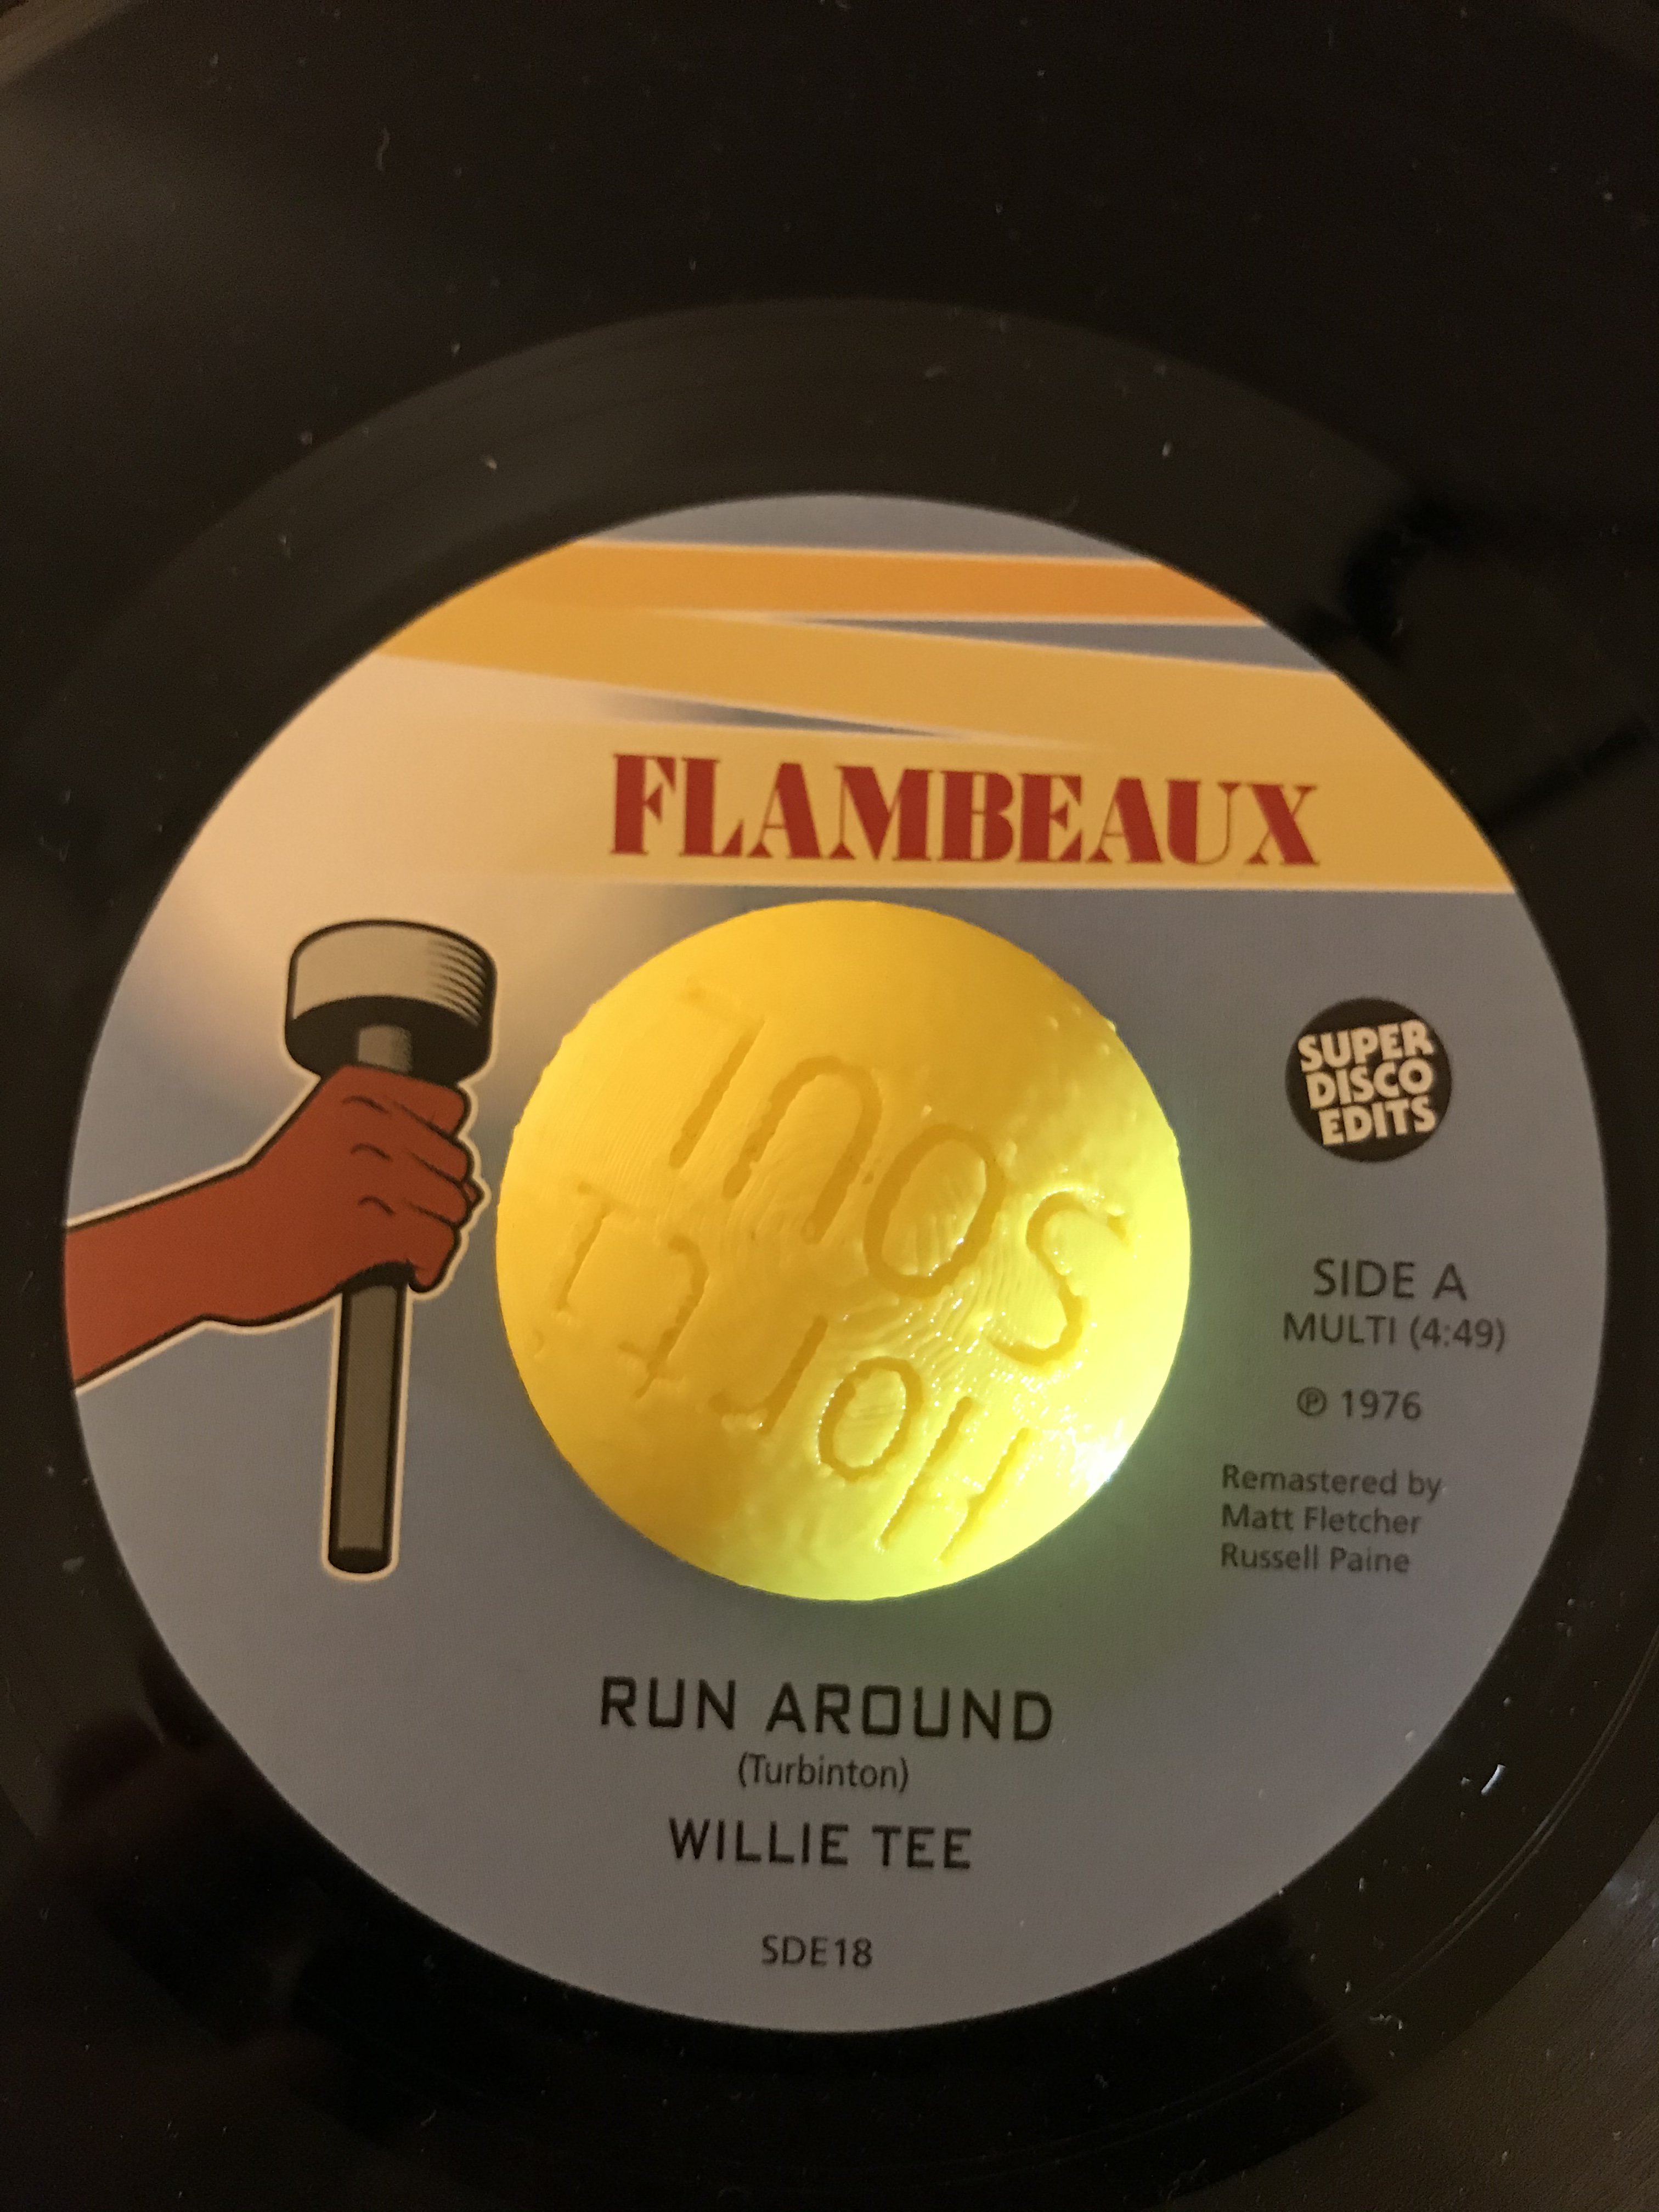 FLAMBEAUX
SUPER
DISCO
EDITS
SOUL
SIDE A
MULTI (4:49)
℗ 1976
Remastered by
Matt Fletcher
Russell Paine
RUN AROUND
(Turbinton)
WILLIE TEE
SDE18